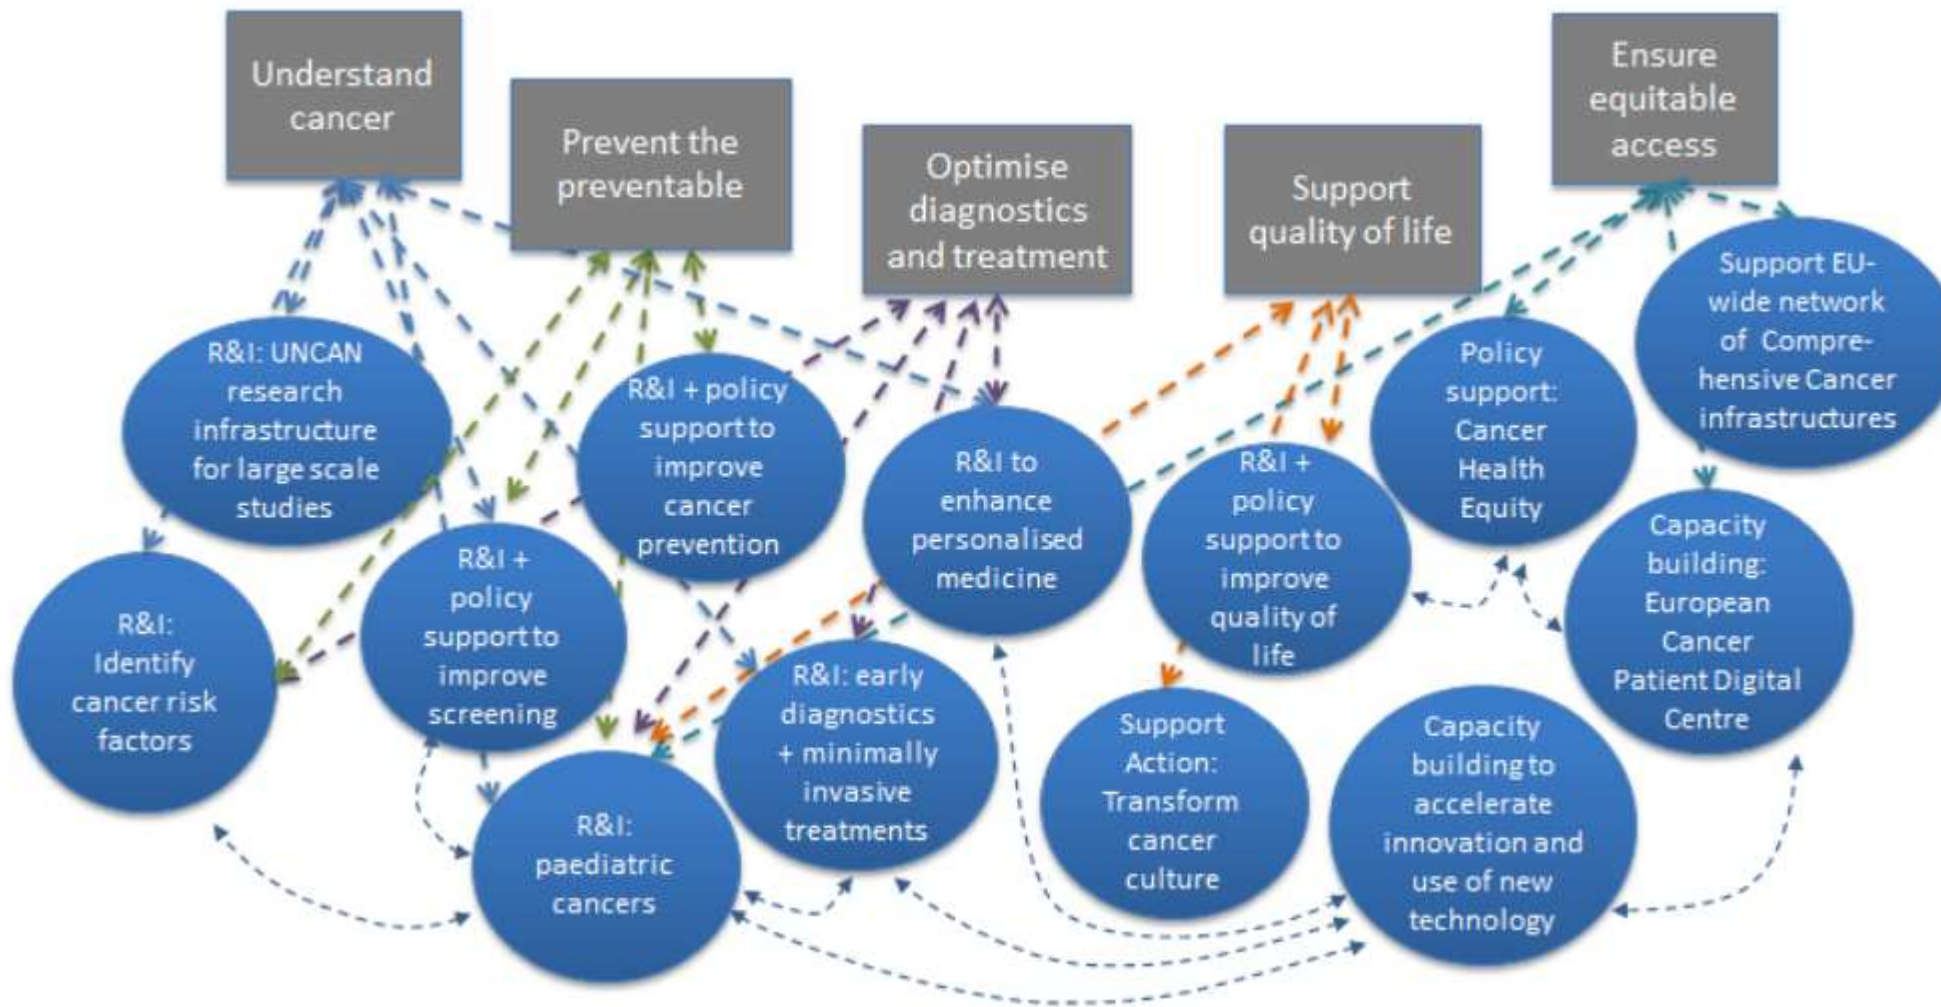 Understand
cancer
Prevent the
preventable
Optimise
diagnostics
and treatment
Support
quality of life
Ensure
equitable
access
R&I: UNCAN
research
infrastructure
for large scale
studies
R&I + policy
support to
improve
cancer
prevention
R&I to
enhance
personalised
medicine
R&I +
policy
support to
improve
quality of
life
Policy
support:
Cancer
Health
Equity
Support EU-
wide network
of Compre-
hensive Cancer
infrastructures
R&I:
Identify
cancer risk
factors
R&I +
policy
support to
improve
screening
R&I:
paediatric
cancers
R&I: early
diagnostics
+ minimally
invasive
treatments
Support
Action:
Transform
cancer
culture
Capacity
building to
accelerate
innovation and
use of new
technology
Capacity
building:
European
Cancer
Patient Digital
Centre